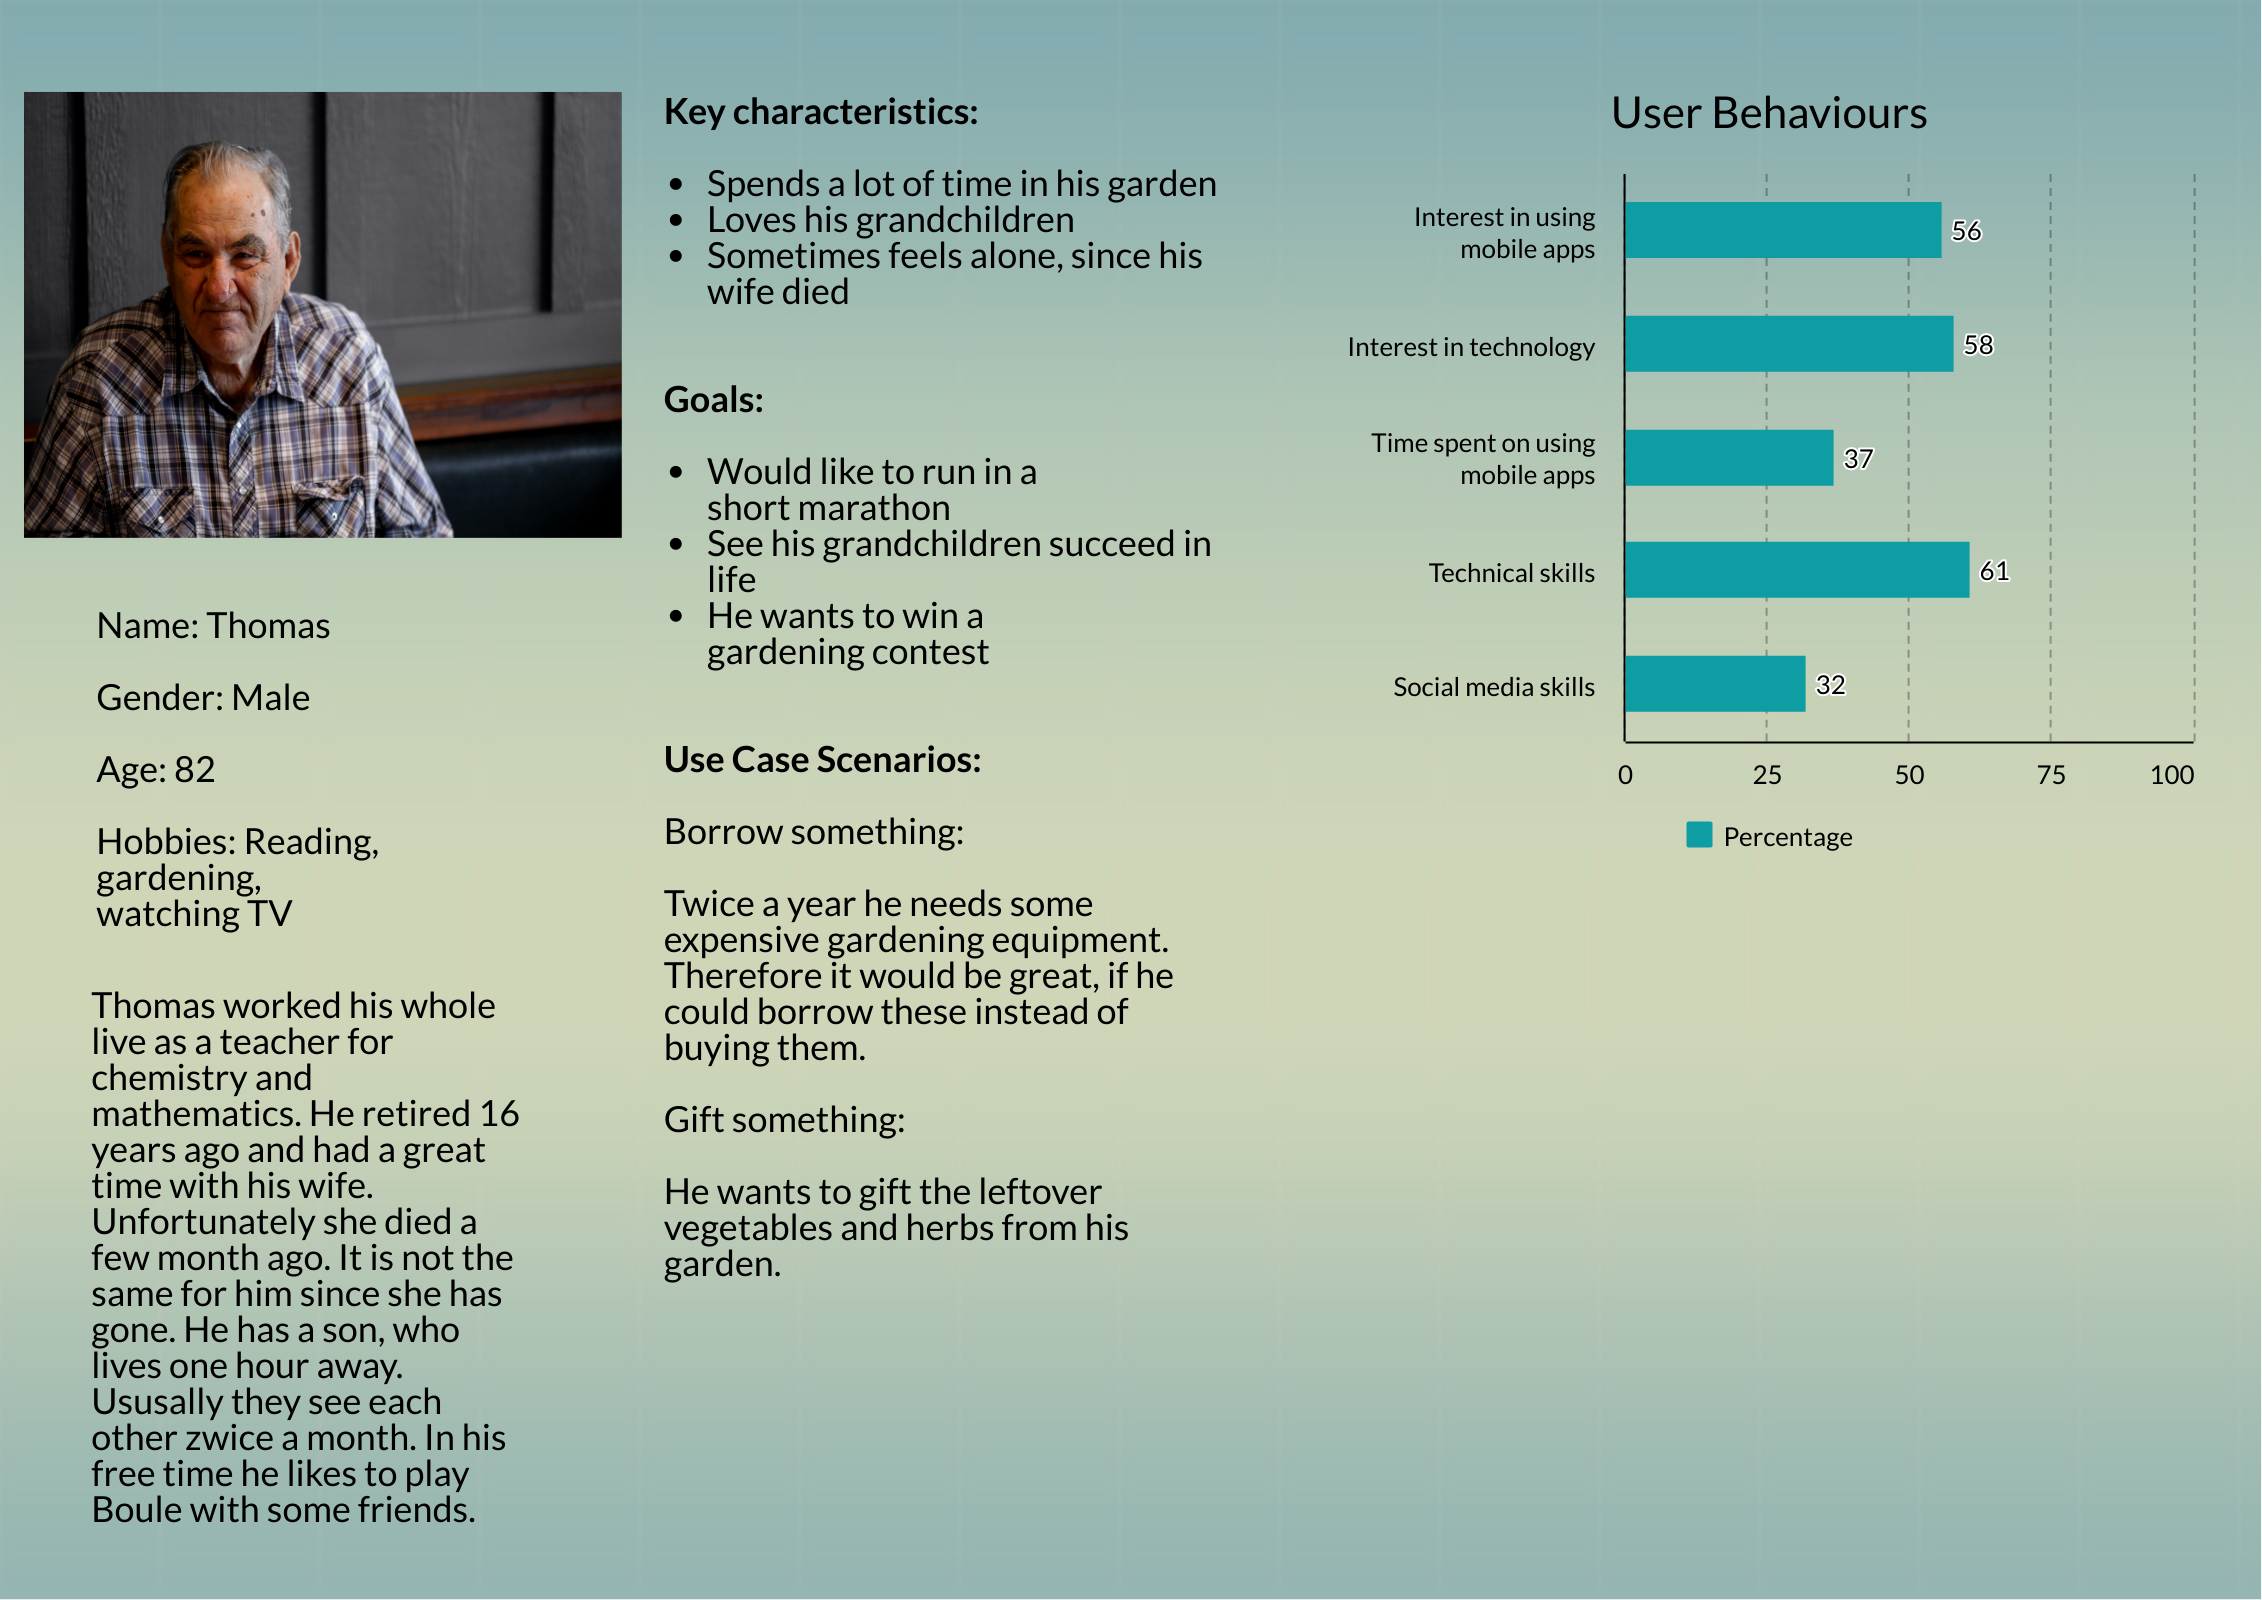 Name: Thomas
Gender: Male
Age: 82
Hobbies: Reading,
gardening,
watching TV
Thomas worked his whole
live as a teacher for
chemistry and
mathematics. He retired 16
years ago and had a great
time with his wife.
Unfortunately she died a
few month ago. It is not the
same for him since she has
gone. He has a son, who
lives one hour away.
Ususally they see each
other zwice a month. In his
free time he likes to play
Boule with some friends.
Key characteristics:
• Spends a lot of time in his garden
• Loves his grandchildren
• Sometimes feels alone, since his
wife died
Goals:
• Would like to run in a
short marathon
• See his grandchildren succeed in
life
• He wants to win a
gardening contest
Use Case Scenarios:
Borrow something:
Twice a year he needs some
expensive gardening equipment.
Therefore it would be great, if he
could borrow these instead of
buying them.
Gift something:
He wants to gift the leftover
vegetables and herbs from his
garden.
User Behaviours
Interest in using
mobile apps
56
Interest in technology
58
Time spent on using
mobile apps
37
Technical skills
61
Social media skills
32
0 25 50 75 100
Percentage